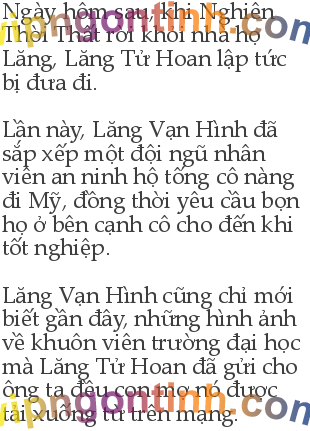 Ngày hôm sau, khi Nghiên
Thời Thất rời khỏi nhà họ
Lăng, Lăng Tử Hoan lập tức
bị đưa đi.
Lần này, Lăng Vạn Hình đã
sắp xếp một đội ngũ nhân
viên an ninh hộ tống cô nàng
đi Mỹ, đồng thời yêu cầu bọn
họ ở bên cạnh cô cho đến khi
tốt nghiệp.
Lăng Vạn Hình cũng chỉ mới
biết gần đây, những hình ảnh
về khuôn viên trường đại học
mà Lăng Tử Hoan đã gửi cho
ông ta đều con mợ nó được
tải xuống từ trên mạng.
vipngontinh.com
vipngontinh.com